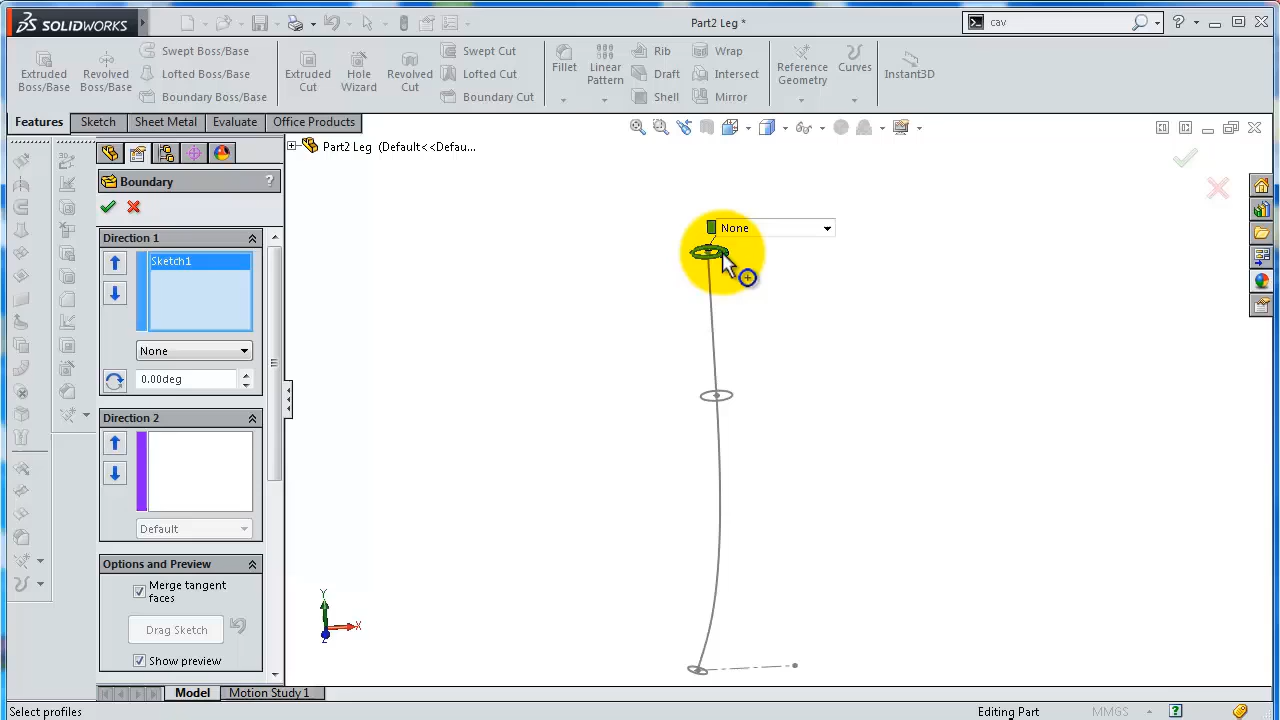 SOLIDWORKS
Part2 Leg *
cav
Extruded Boss/Base
Revolved Boss/Base
Swept Boss/Base
Lofted Boss/Base
Boundary Boss/Base
Extruded Cut
Hole Wizard
Revolved Cut
Swept Cut
Lofted Cut
Boundary Cut
Fillet
Linear Pattern
Rib
Draft
Shell
Wrap
Intersect
Mirror
Reference Geometry
Curves
Instant3D
Features
Sketch
Sheet Metal
Evaluate
Office Products
Part2 Leg (Default<<Defau...
Boundary
?
Direction 1
Sketch1
None
0.00deg
Direction 2
Default
Options and Preview
Merge tangent
faces
Drag Sketch
Show preview
None
Y
X
Z
Model
Motion Study 1
Select profiles
Editing Part
MMGS